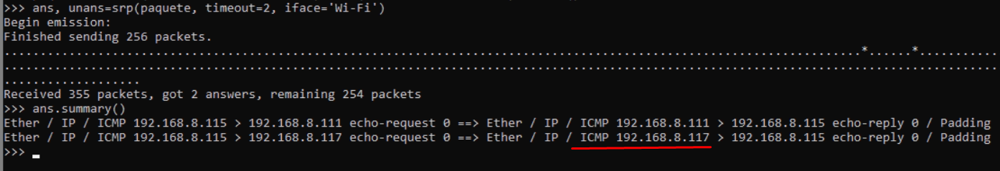 >>> ans, unans=srp(paquete, timeout=2, iface='Wi-Fi')
Begin emission:
Finished sending 256 packets.
.......................................................................................................................*......*...........
..........................................................................................................................................
...................
Received 355 packets, got 2 answers, remaining 254 packets
>>> ans.summary()
Ether / IP / ICMP 192.168.8.115 > 192.168.8.111 echo-request 0 ==> Ether / IP / ICMP 192.168.8.111 > 192.168.8.115 echo-reply 0 / Padding
Ether / IP / ICMP 192.168.8.115 > 192.168.8.117 echo-request 0 ==> Ether / IP / ICMP 192.168.8.117 > 192.168.8.115 echo-reply 0 / Padding
>>> _